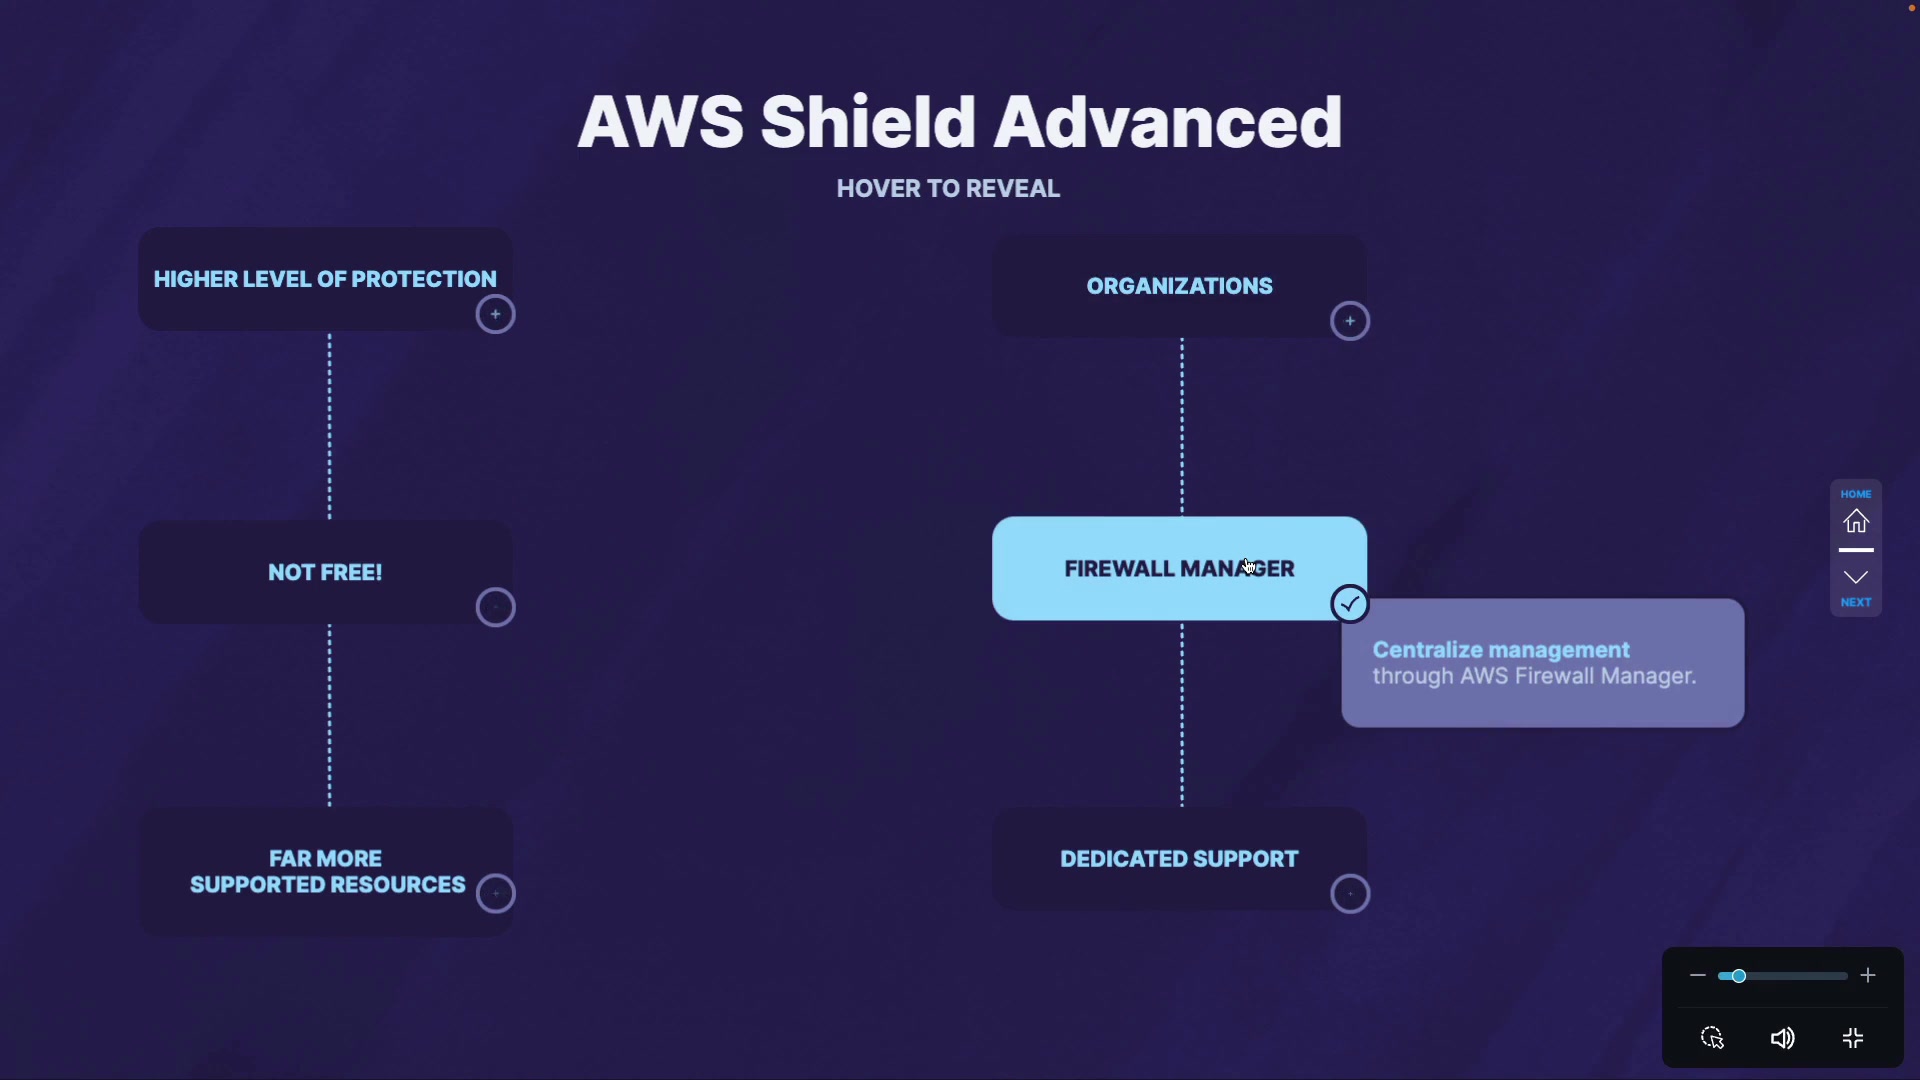 AWS Shield Advanced
HOVER TO REVEAL
HIGHER LEVEL OF PROTECTION
NOT FREE!
FAR MORE
SUPPORTED RESOURCES
ORGANIZATIONS
FIREWALL MANAGER
Centralize management
through AWS Firewall Manager.
DEDICATED SUPPORT
HOME
NEXT